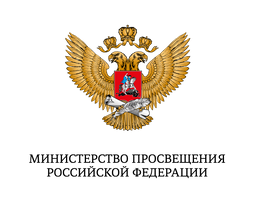 МИНИСТЕРСТВО ПРОСВЕЩЕНИЯ
РОССИЙСКОЙ ФЕДЕРАЦИИ